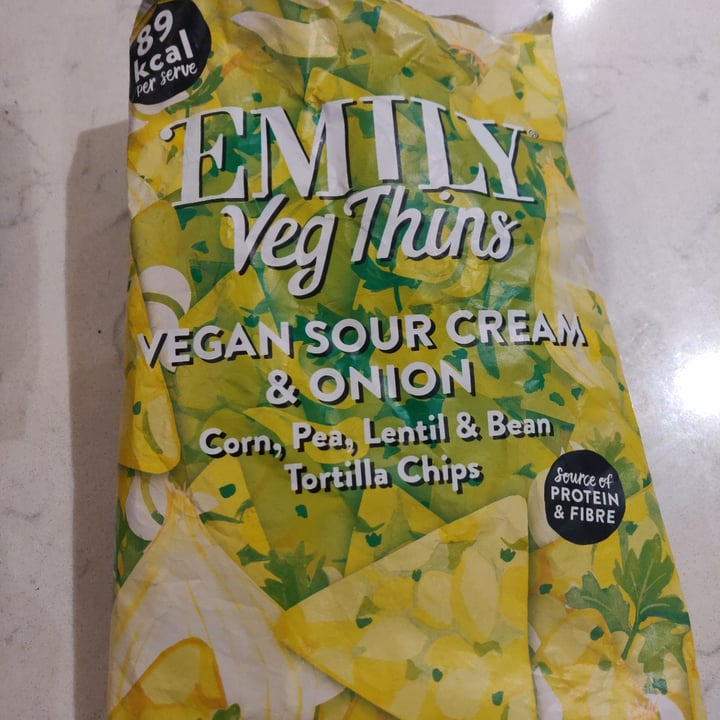 89
kcal
per serve
EMILY®
Veg Thins
VEGAN SOUR CREAM
& ONION
Corn, Pea, Lentil & Bean
Tortilla Chips
Source of
PROTEIN
& FIBRE